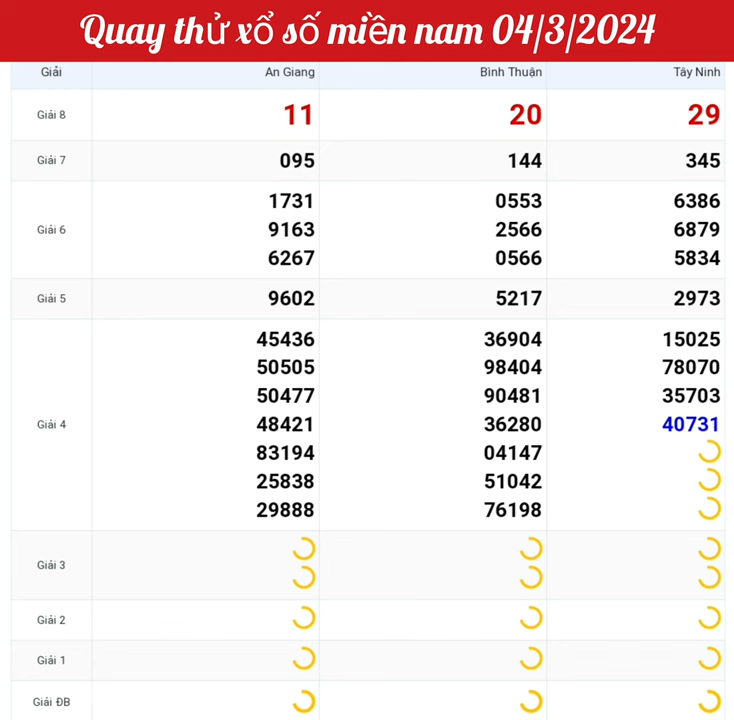 Quay thử xổ số miền nam 04/3/2024
Giải An Giang Bình Thuận Tây Ninh
Giải 8 11 20 29
Giải 7 095 144 345
1731 0553 6386
Giải 6 9163 2566 6879
6267 0566 5834
Giải 5 9602 5217 2973
45436 36904 15025
50505 98404 78070
50477 90481 35703
Giải 4 48421 36280 40731
83194 04147
25838 51042
29888 76198
Giải 3
Giải 2
Giải 1
Giải ĐB